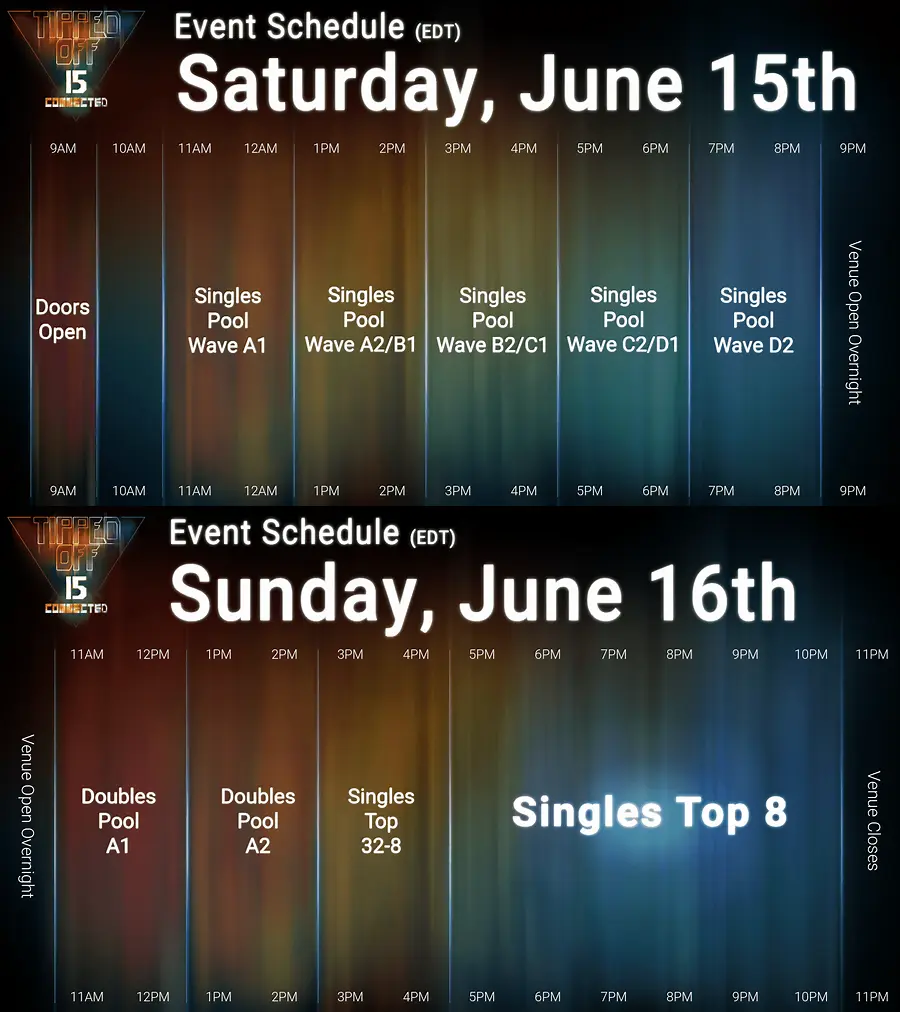 TIPPED
OFF
15
CONNECTED
Event Schedule (EDT)
Saturday, June 15th
9AM 10AM 11AM 12AM 1PM 2PM 3PM 4PM 5PM 6PM 7PM 8PM 9PM
Doors
Open
Singles
Pool
Wave A1
Singles
Pool
Wave A2/B1
Singles
Pool
Wave B2/C1
Singles
Pool
Wave C2/D1
Singles
Pool
Wave D2
Venue Open Overnight
9AM 10AM 11AM 12AM 1PM 2PM 3PM 4PM 5PM 6PM 7PM 8PM 9PM
TIPPED
OFF
15
CONNECTED
Event Schedule (EDT)
Sunday, June 16th
11AM 12PM 1PM 2PM 3PM 4PM 5PM 6PM 7PM 8PM 9PM 10PM 11PM
Venue Open Overnight
Doubles
Pool
A1
Doubles
Pool
A2
Singles
Top
32-8
Singles Top 8
Venue Closes
11AM 12PM 1PM 2PM 3PM 4PM 5PM 6PM 7PM 8PM 9PM 10PM 11PM